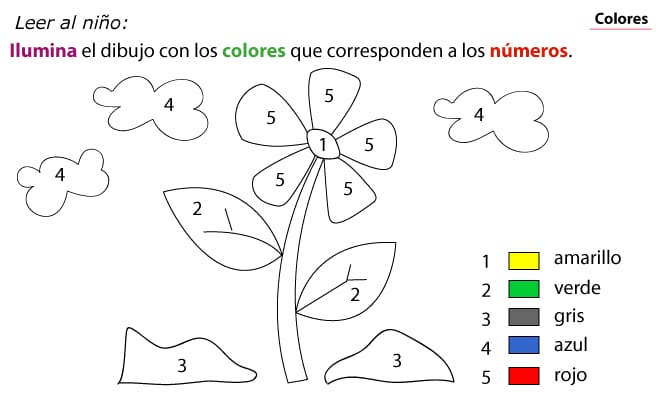 Leer al niño:
Colores
Ilumina el dibujo con los colores que corresponden a los números.
4
5
5
4
1
5
4
5
5
2
2
3
3
1 amarillo
2 verde
3 gris
4 azul
5 rojo